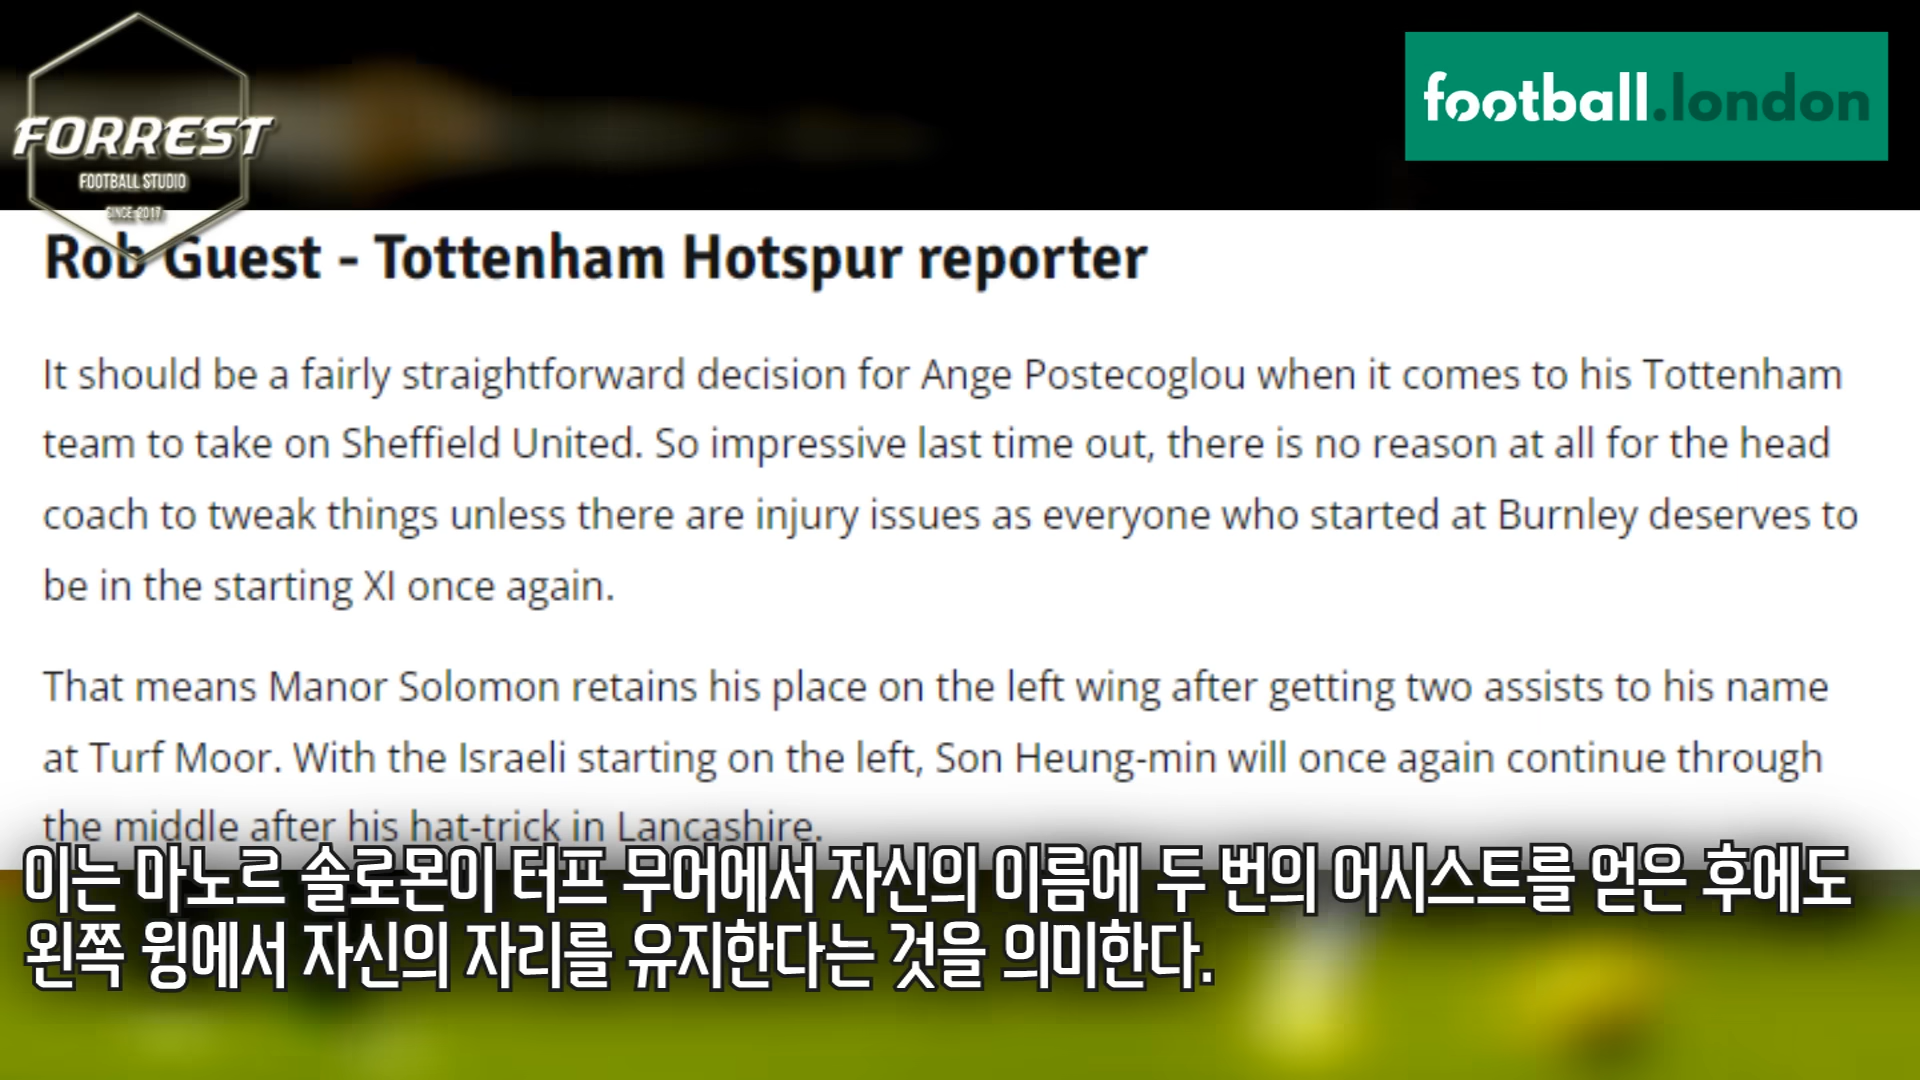 FORREST
FOOTBALL STUDIO
SINCE 2017
football.london
Rob Guest - Tottenham Hotspur reporter
It should be a fairly straightforward decision for Ange Postecoglou when it comes to his Tottenham
team to take on Sheffield United. So impressive last time out, there is no reason at all for the head
coach to tweak things unless there are injury issues as everyone who started at Burnley deserves to
be in the starting XI once again.
That means Manor Solomon retains his place on the left wing after getting two assists to his name
at Turf Moor. With the Israeli starting on the left, Son Heung-min will once again continue through
the middle after his hat-trick in Lancashire.
이는 마노르 솔로몬이 터프 무어에서 자신의 이름에 두 번의 어시스트를 얻은 후에도
왼쪽 윙에서 자신의 자리를 유지한다는 것을 의미한다.